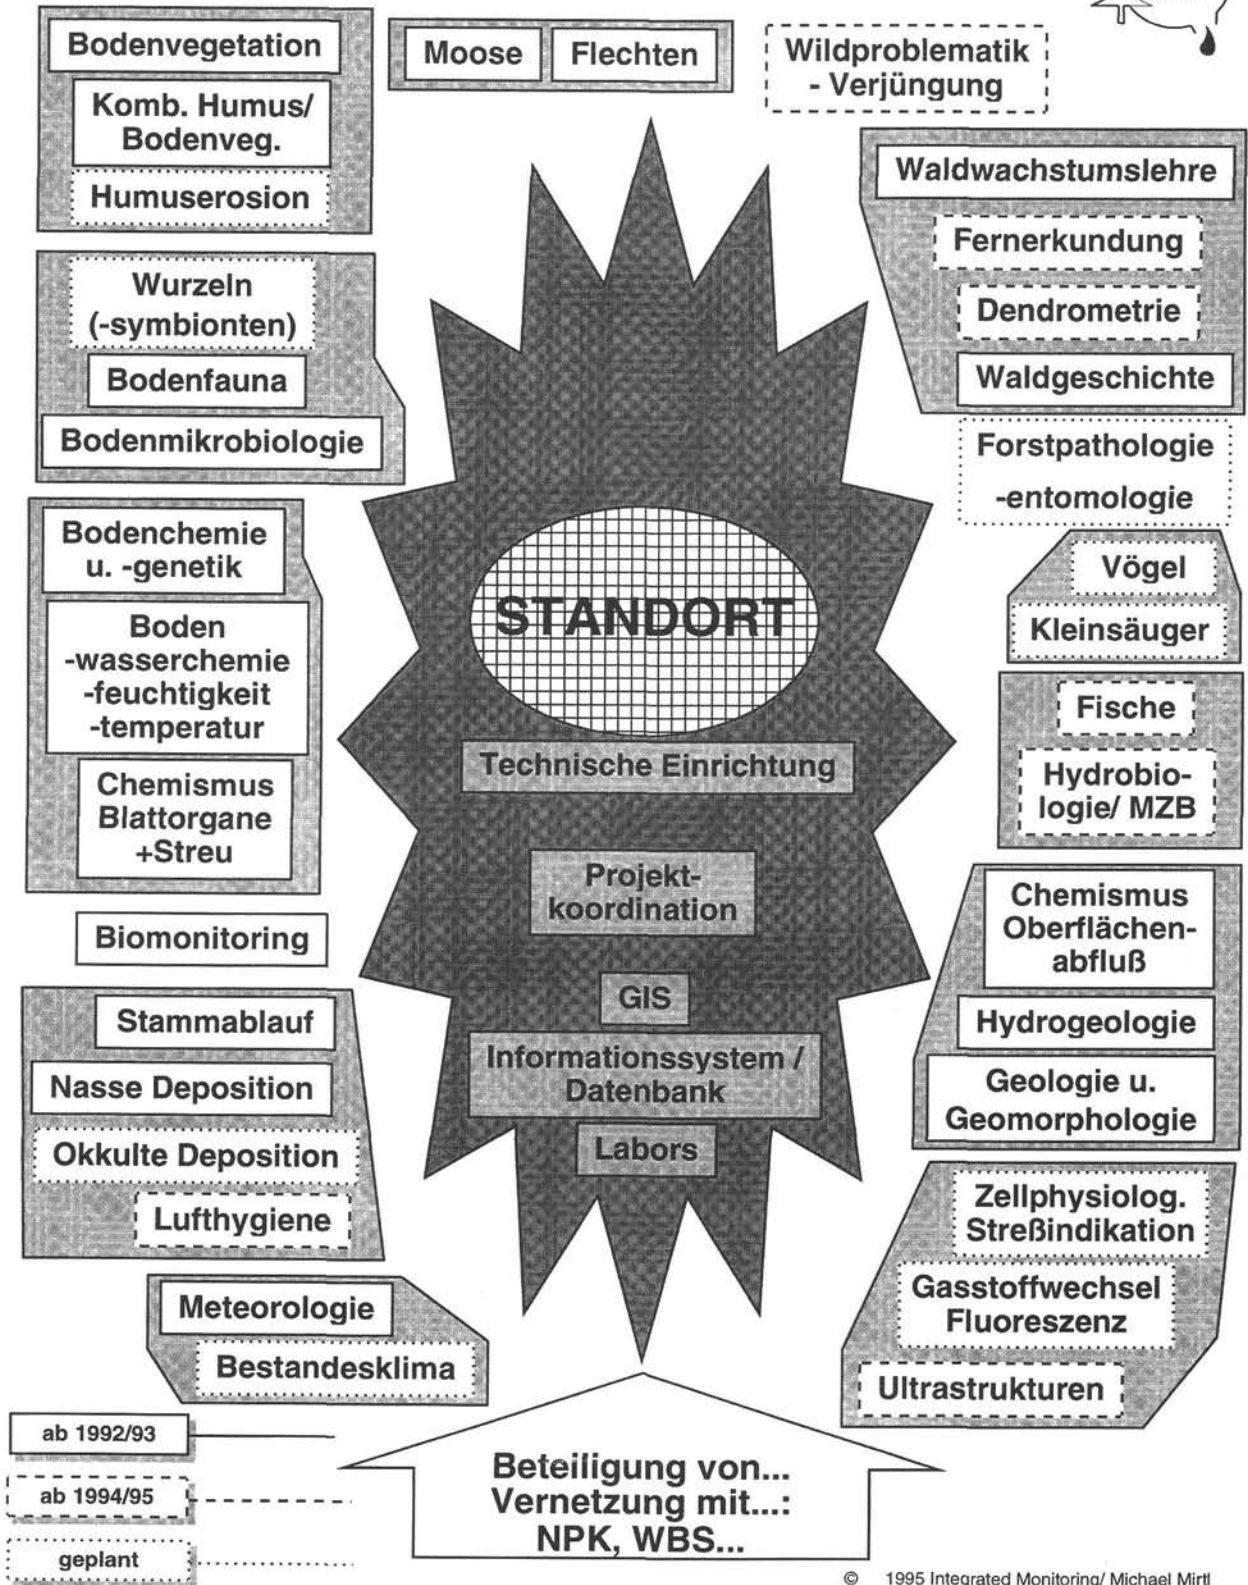 Bodenvegetation
Komb. Humus/
Bodenveg.
Humuserosion
Moose
Flechten
Wildproblematik
- Verjüngung
Waldwachstumslehre
Fernerkundung
Dendrometrie
Waldgeschichte
Forstpathologie
-entomologie
Wurzeln
(-symbionten)
Bodenfauna
Bodenmikrobiologie
Bodenchemie
u. -genetik
Boden
-wasserchemie
-feuchtigkeit
-temperatur
Chemismus
Blattorgane
+Streu
Biomonitoring
Stammablauf
Nasse Deposition
Okkulte Deposition
Lufthygiene
Meteorologie
Bestandesklima
STANDORT
Technische Einrichtung
Projekt-
koordination
GIS
Informationssystem /
Datenbank
Labors
Vögel
Kleinsäuger
Fische
Hydrobio-
logie/ MZB
Chemismus
Oberflächen-
abfluß
Hydrogeologie
Geologie u.
Geomorphologie
Zellphysiolog.
Streßindikation
Gasstoffwechsel
Fluoreszenz
Ultrastrukturen
ab 1992/93
ab 1994/95
geplant
Beteiligung von...
Vernetzung mit...:
NPK, WBS...
© 1995 Integrated Monitoring/ Michael Mirtl